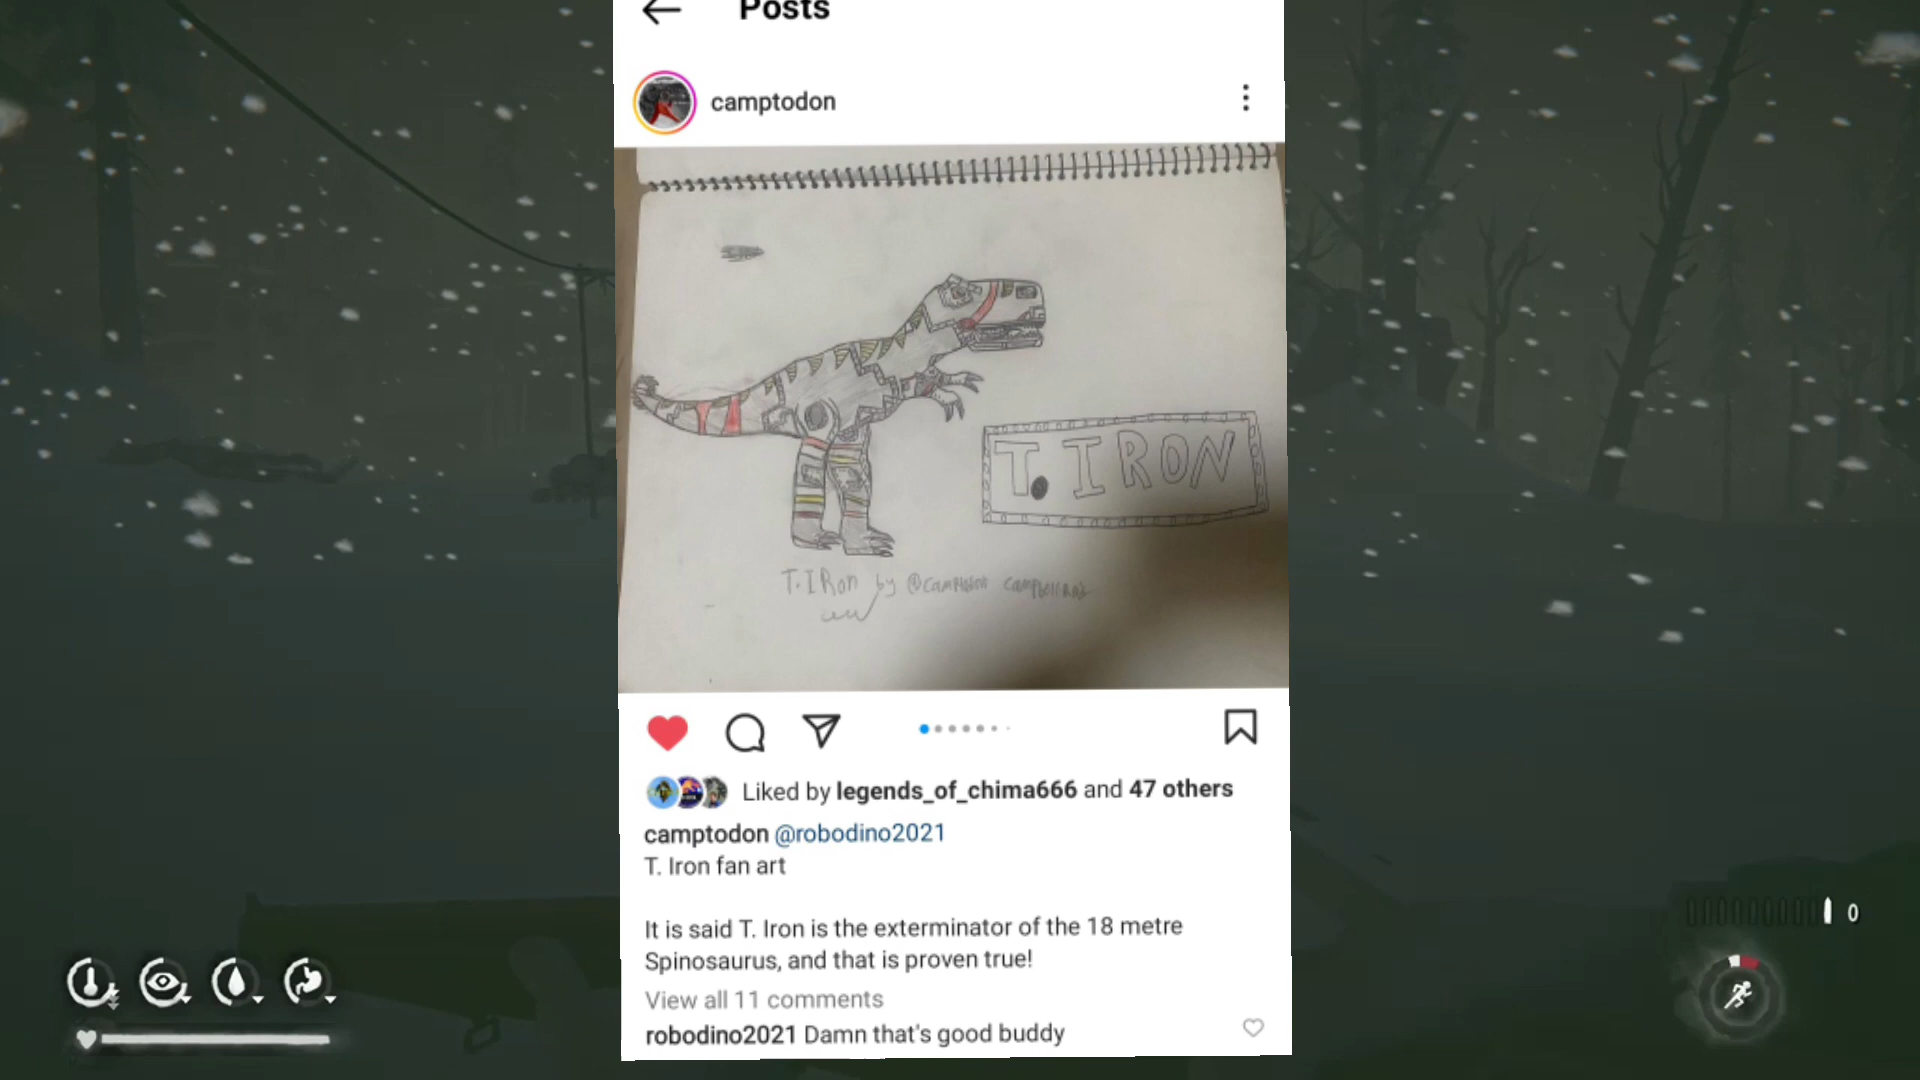 Posts
camptodon
T. IRON
T. IRon by
Liked by legends_of_chima666 and 47 others
camptodon @robodino2021
T. Iron fan art
It is said T. Iron is the exterminator of the 18 metre
Spinosaurus, and that is proven true!
View all 11 comments
robodino2021 Damn that's good buddy
0